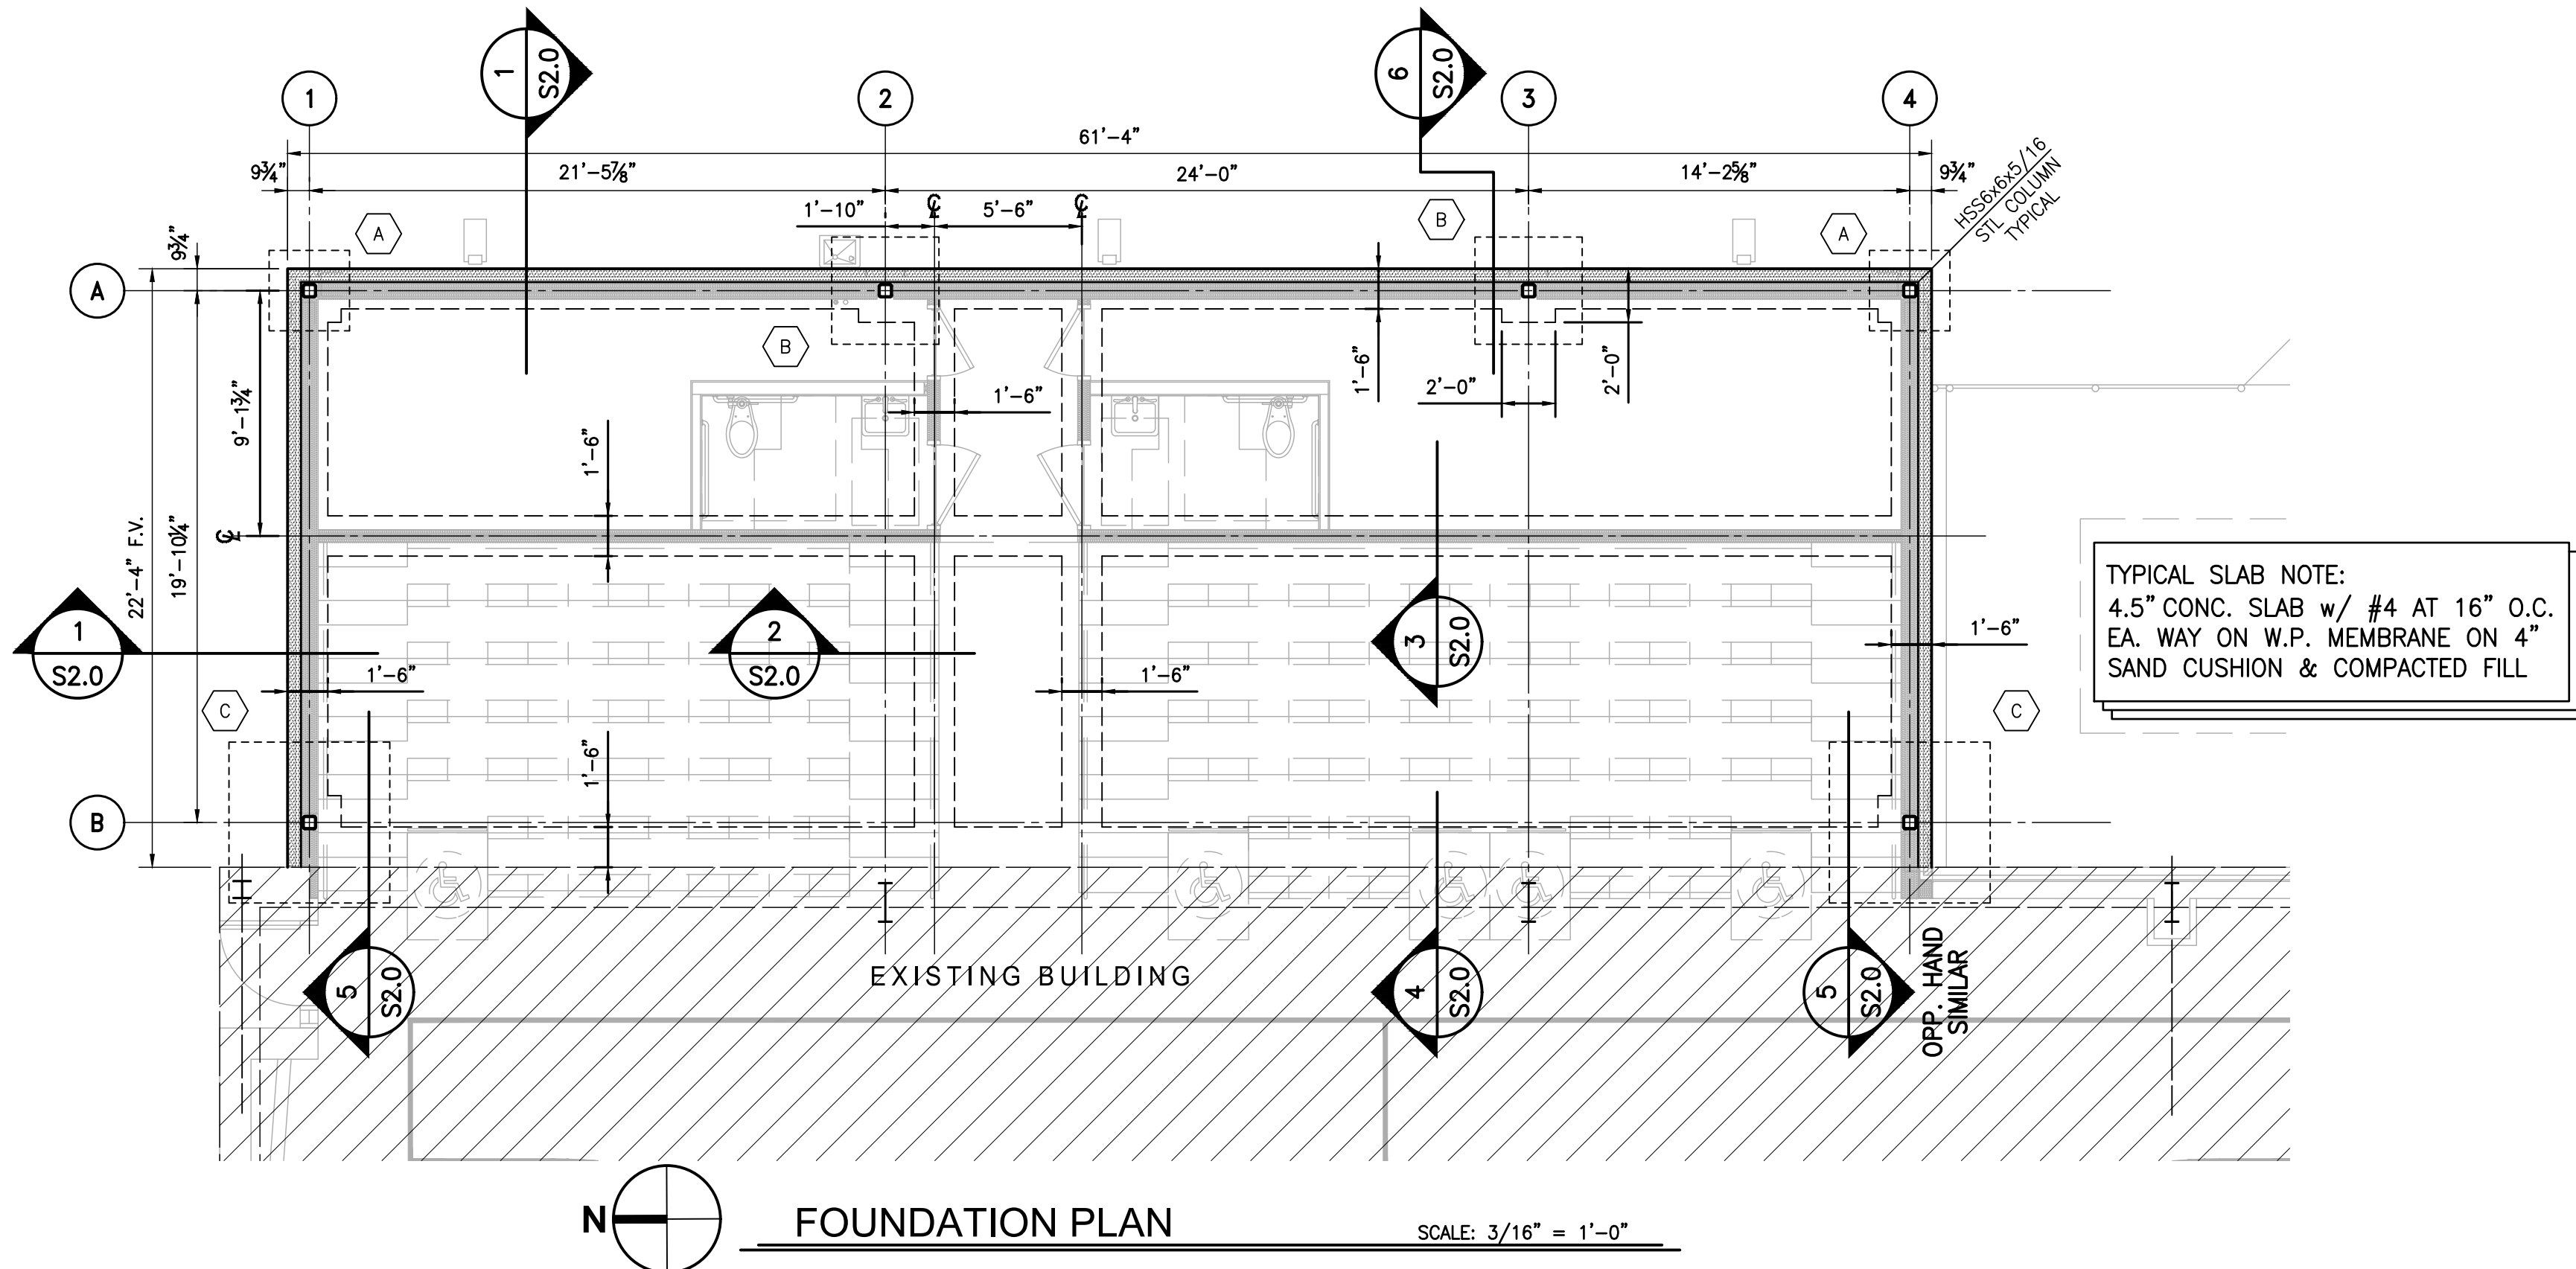 1
S2.0
6
S2.0
1
2
3
4
61'-4"
9¾"
21'-5⅞"
24'-0"
14'-2⅝"
9¾"
HSS6x6x5/16
STL COLUMN
TYPICAL
1'-10"
℄
5'-6"
℄
A
B
A
9¾"
A
B
1'-6"
2'-0"
2'-0"
1'-6"
9'-1¾"
1'-6"
℄
22'-4" F.V.
19'-10¼"
TYPICAL SLAB NOTE:
4.5" CONC. SLAB w/ #4 AT 16" O.C.
EA. WAY ON W.P. MEMBRANE ON 4"
SAND CUSHION & COMPACTED FILL
1
S2.0
2
S2.0
3
S2.0
1'-6"
1'-6"
1'-6"
C
C
1'-6"
B
5
S2.0
EXISTING BUILDING
4
S2.0
5
S2.0
OPP. HAND
SIMILAR
N
FOUNDATION PLAN
SCALE: 3/16" = 1'-0"